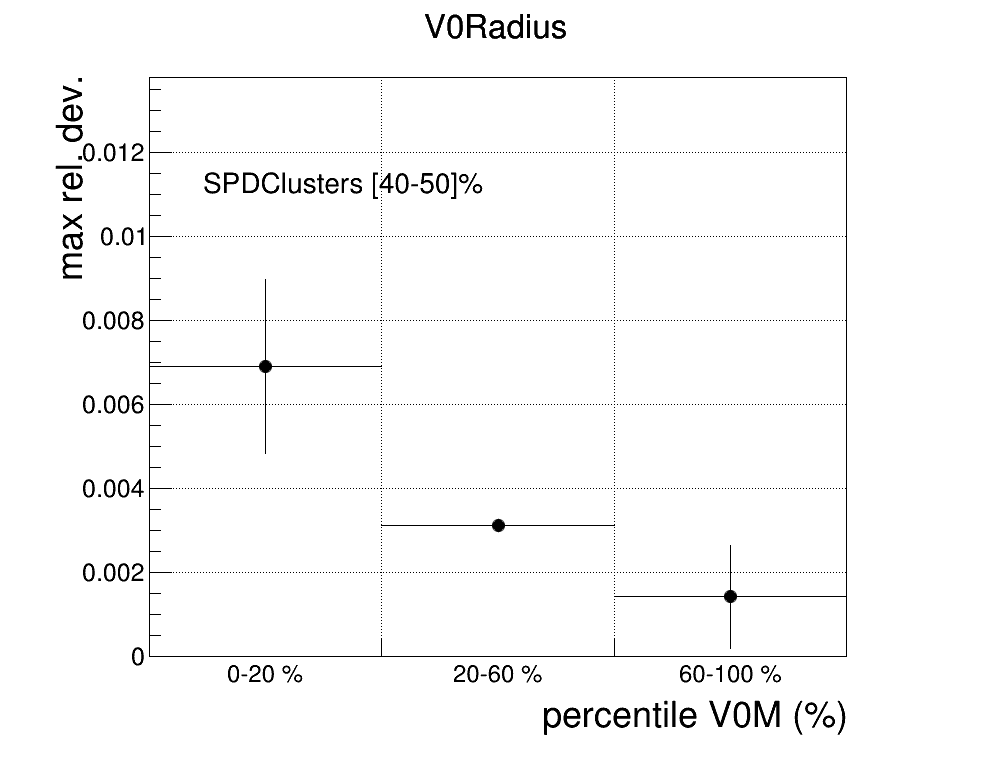 V0Radius
max rel. dev.
0.012
SPDClusters [40-50]%
0.01
0.008
0.006
0.004
0.002
0
0-20 % 20-60 % 60-100 %
percentile V0M (%)